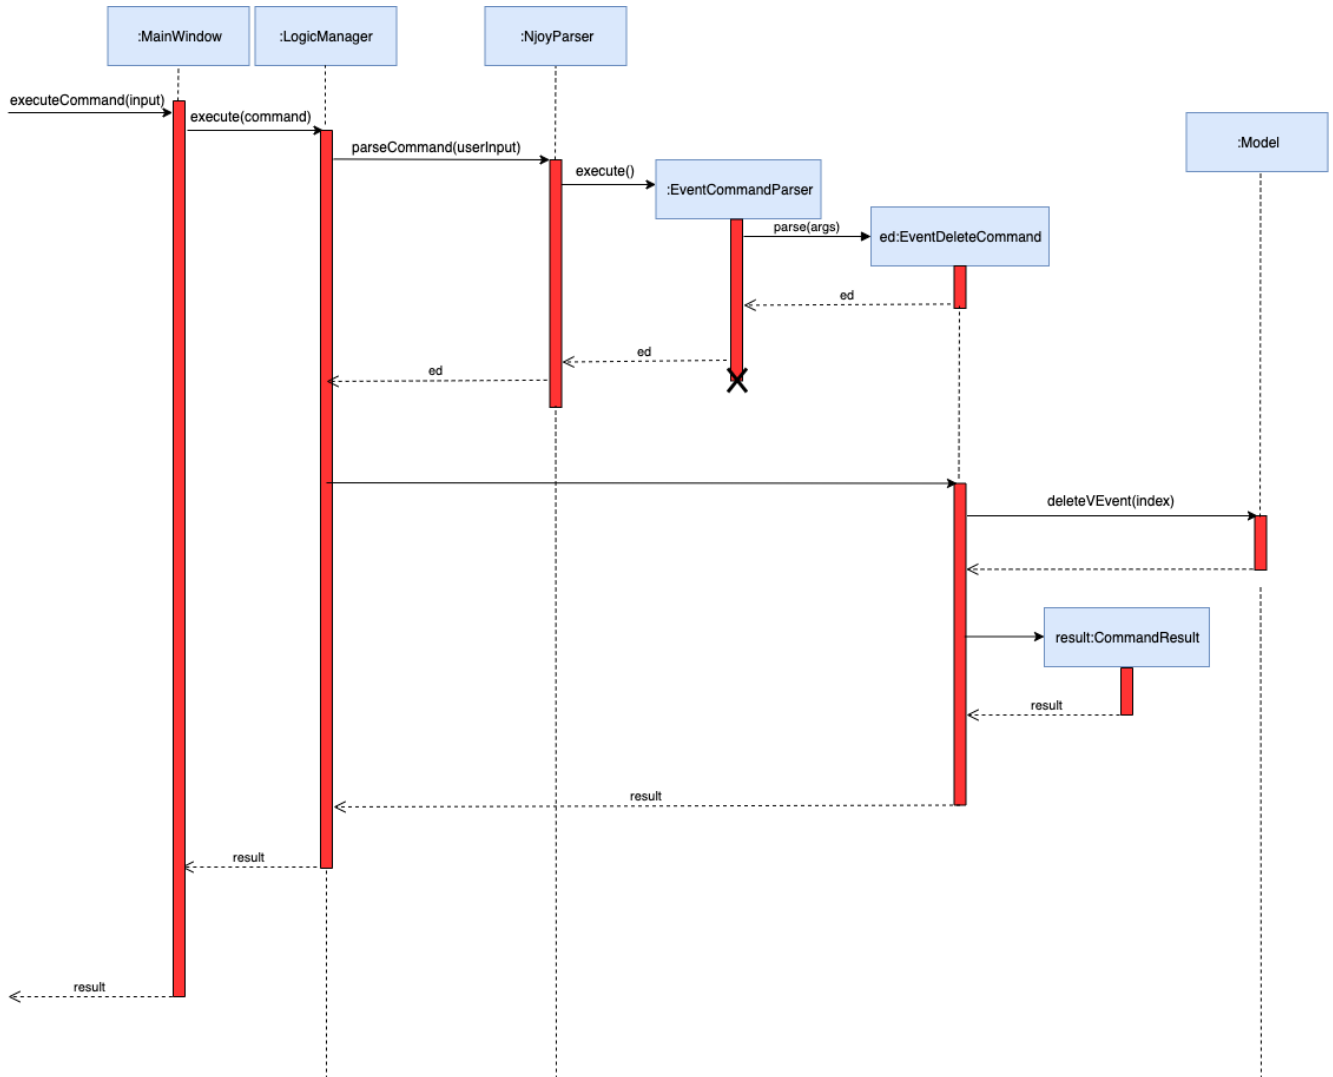 :MainWindow
:LogicManager
:NjoyParser
executeCommand(input)
execute(command)
:Model
parseCommand(userInput)
execute()
:EventCommandParser
parse(args)
ed:EventDeleteCommand
ed
ed
ed
deleteVEvent(index)
result:CommandResult
result
result
result
result